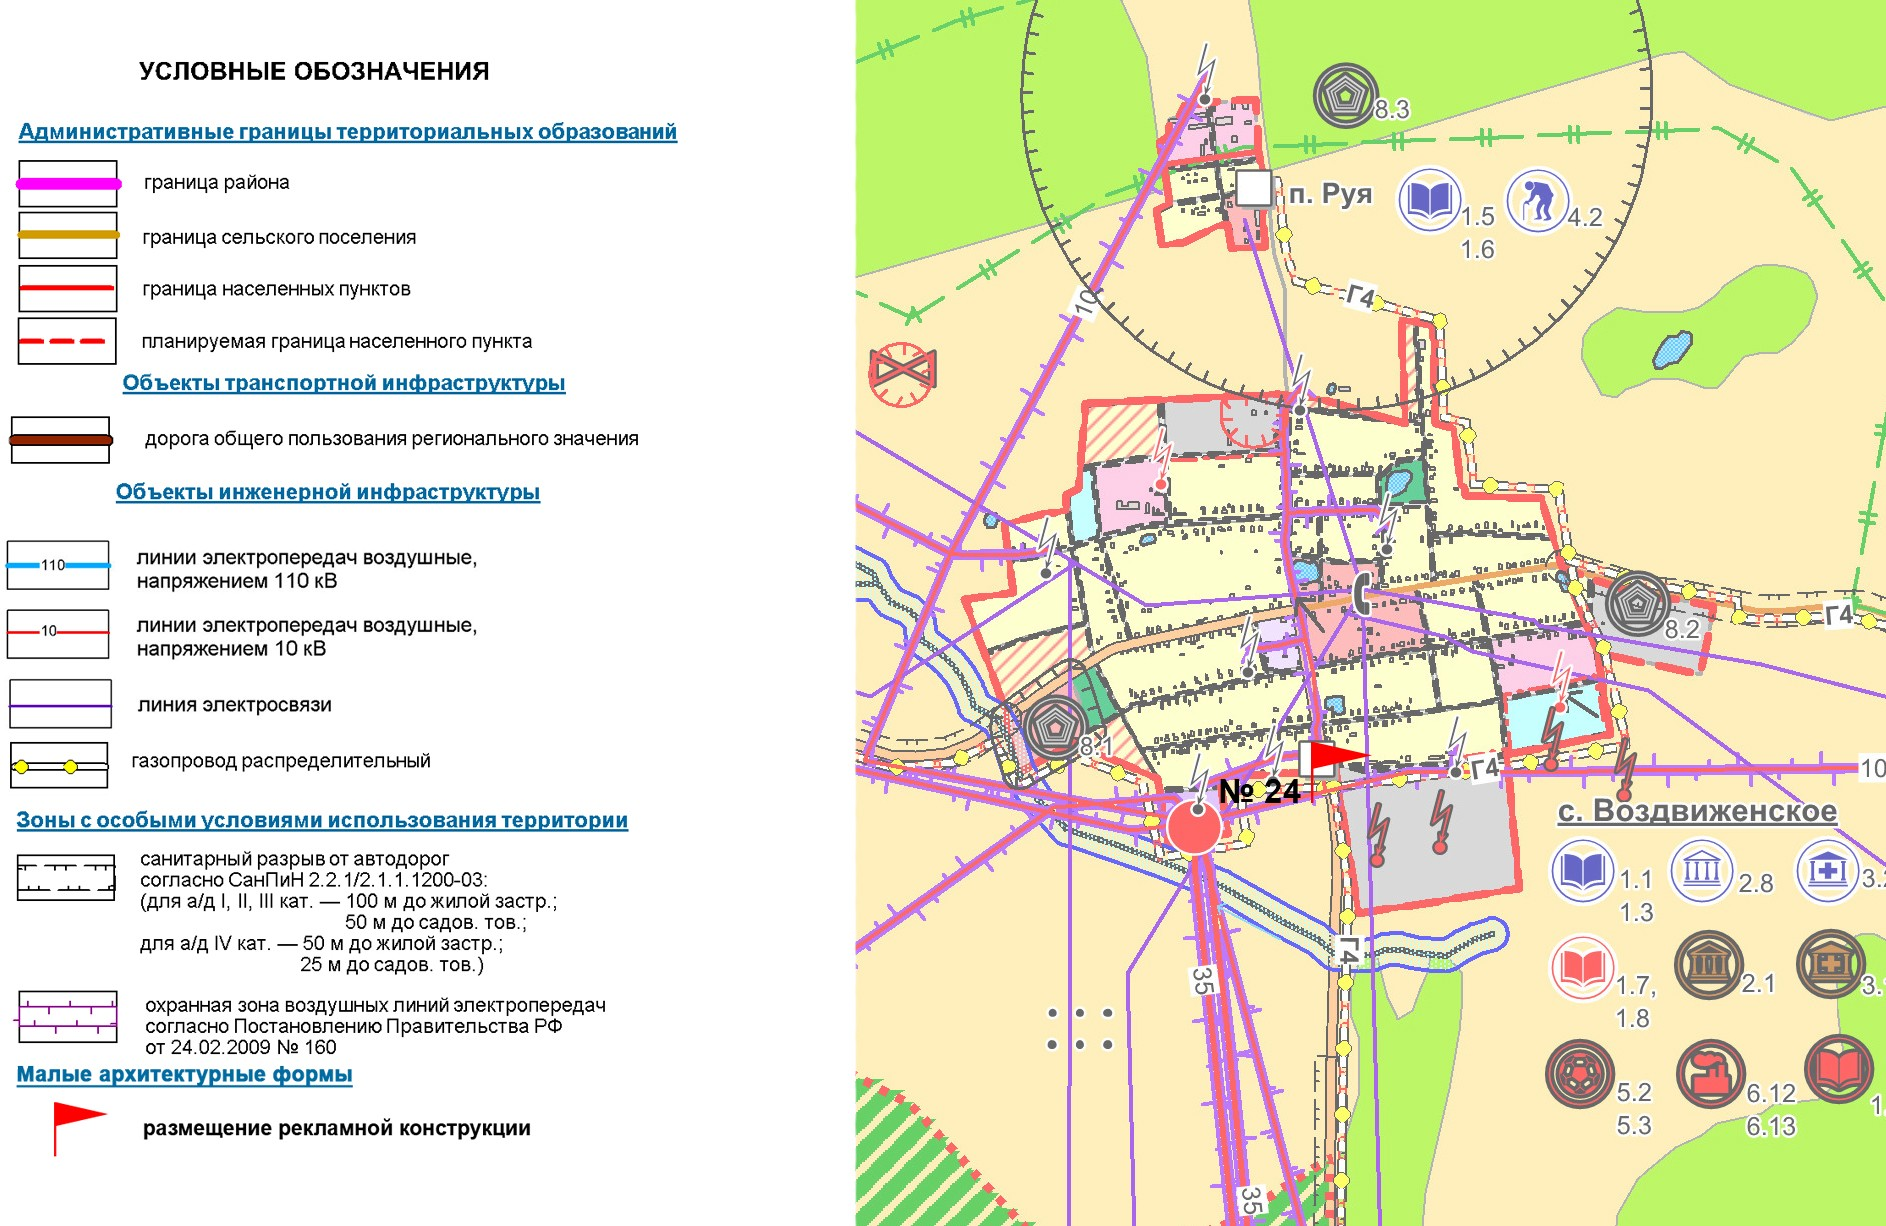 УСЛОВНЫЕ ОБОЗНАЧЕНИЯ
Административные границы территориальных образований
граница района
граница сельского поселения
граница населенных пунктов
планируемая граница населенного пункта
Объекты транспортной инфраструктуры
дорога общего пользования регионального значения
Объекты инженерной инфраструктуры
110
линии электропередач воздушные,
напряжением 110 кВ
10
линии электропередач воздушные,
напряжением 10 кВ
линия электросвязи
газопровод распределительный
Зоны с особыми условиями использования территории
санитарный разрыв от автодорог
согласно СанПиН 2.2.1/2.1.1.1200-03:
(для а/д I, II, III кат. — 100 м до жилой застр.;
50 м до садов. тов.;
для а/д IV кат. — 50 м до жилой застр.;
25 м до садов. тов.)
охранная зона воздушных линий электропередач
согласно Постановлению Правительства РФ
от 24.02.2009 № 160
Малые архитектурные формы
размещение рекламной конструкции
8.3
п. Руя
1.5
1.6
4.2
10
Г4
8.2
Г4
8.1
№ 24
Г4
10
с. Воздвиженское
1.1
1.3
2.8
3.
Г4
35
1.7,
1.8
2.1
3.
5.2
5.3
6.12
6.13
1.
35